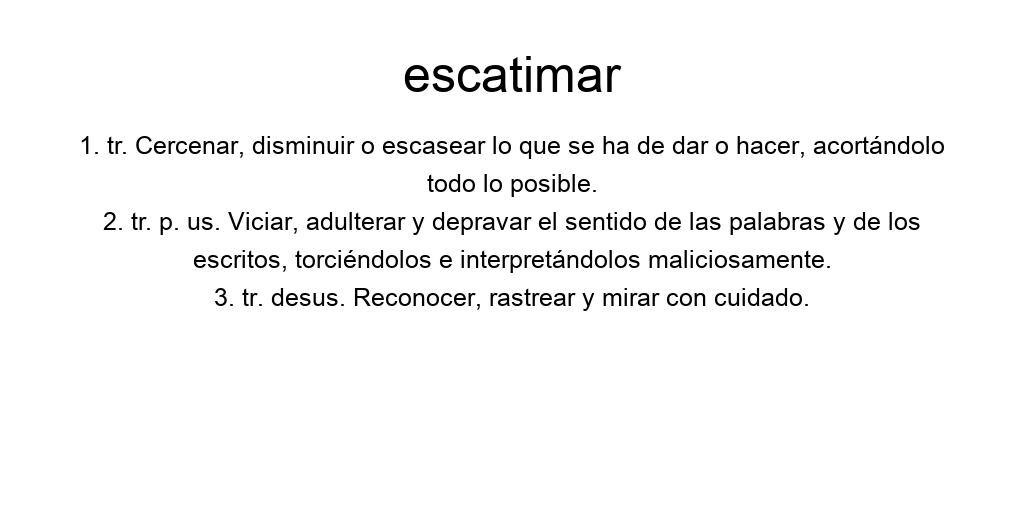 escatimar
1. tr. Cercenar, disminuir o escasear lo que se ha de dar o hacer, acortándolo
todo lo posible.
2. tr. p. us. Viciar, adulterar y depravar el sentido de las palabras y de los
escritos, torciéndolos e interpretándolos maliciosamente.
3. tr. desus. Reconocer, rastrear y mirar con cuidado.